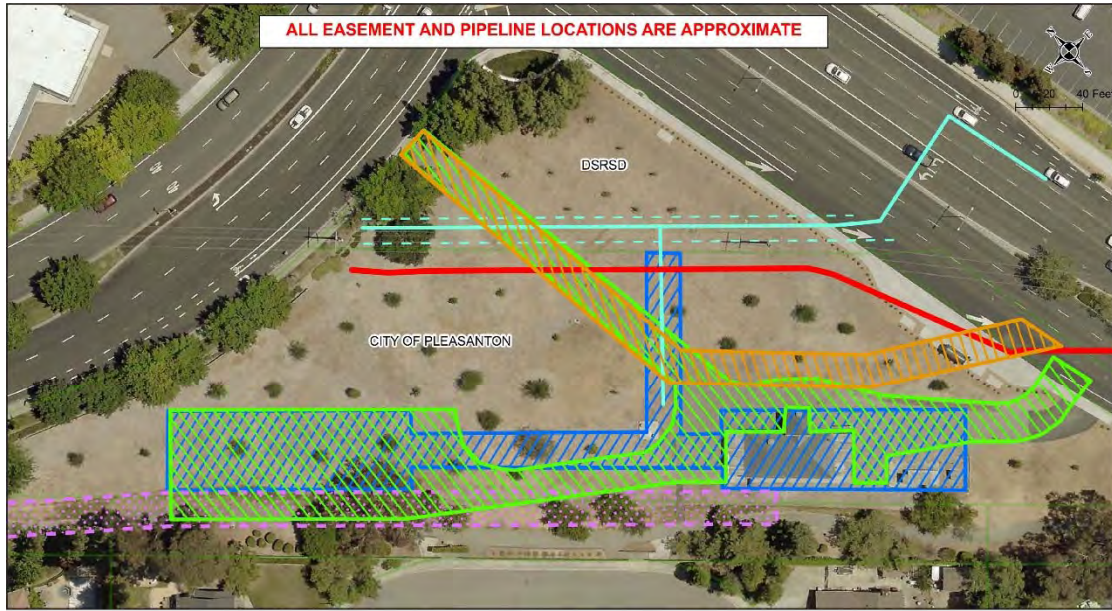 ALL EASEMENT AND PIPELINE LOCATIONS ARE APPROXIMATE
N
E
W
S
0 20 40 Feet
DSRSD
CITY OF PLEASANTON